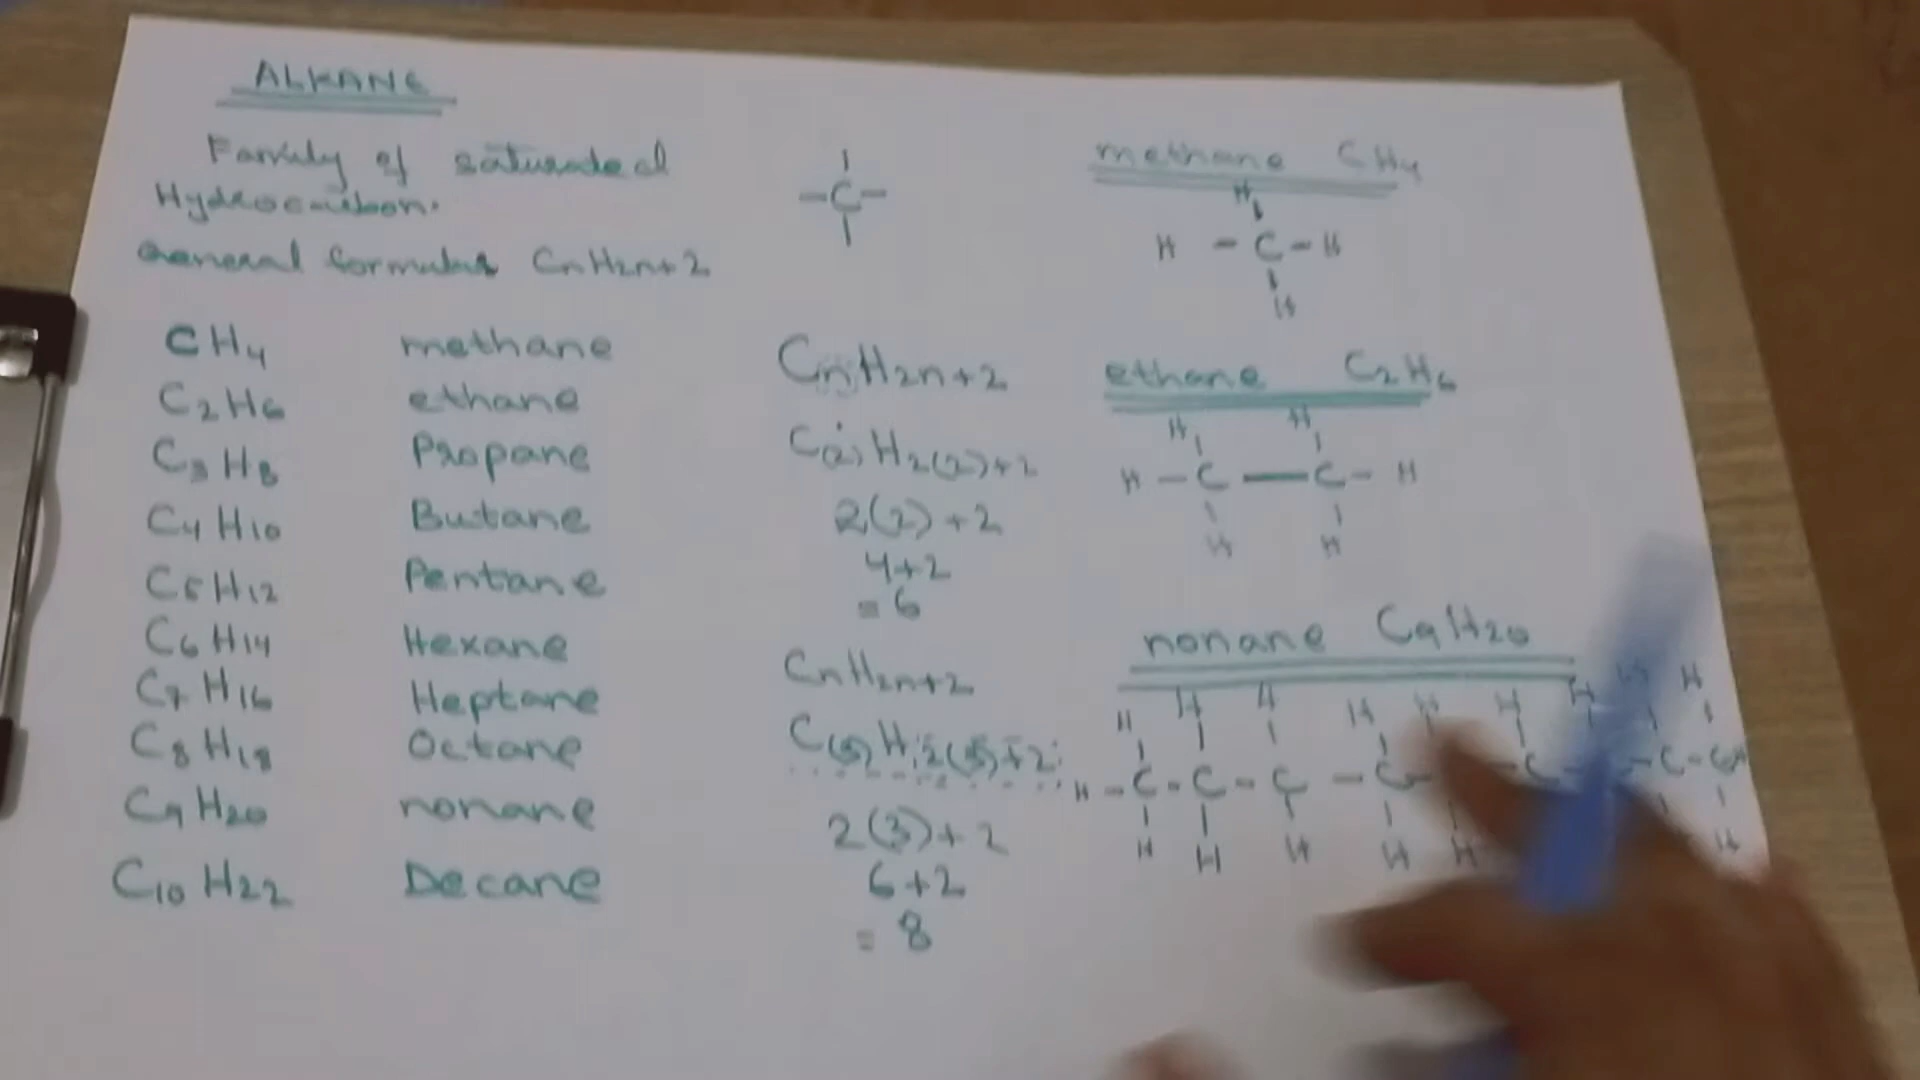 ALKANE
Family of saturated
Hydrocarbon.
General formular CnH2n+2
CH4 methane
C2H6 ethane
C3H8 Propane
C4H10 Butane
C5H12 Pentane
C6H14 Hexane
C7H16 Heptane
C8H18 Octane
C9H20 nonane
C10H22 Decane
-C-
CnH2n+2
C(2)H2(2)+2
2(2)+2
4+2
=6
CnH2n+2
C(3)H2(3)+2
2(3)+2
6+2
=8
methane CH4
H
H -C-H
H
ethane C2H6
H H
H-C-C-H
H H
nonane C9H20
H H H H H H H H
H-C-C-C-C C C-C
H H H H H H